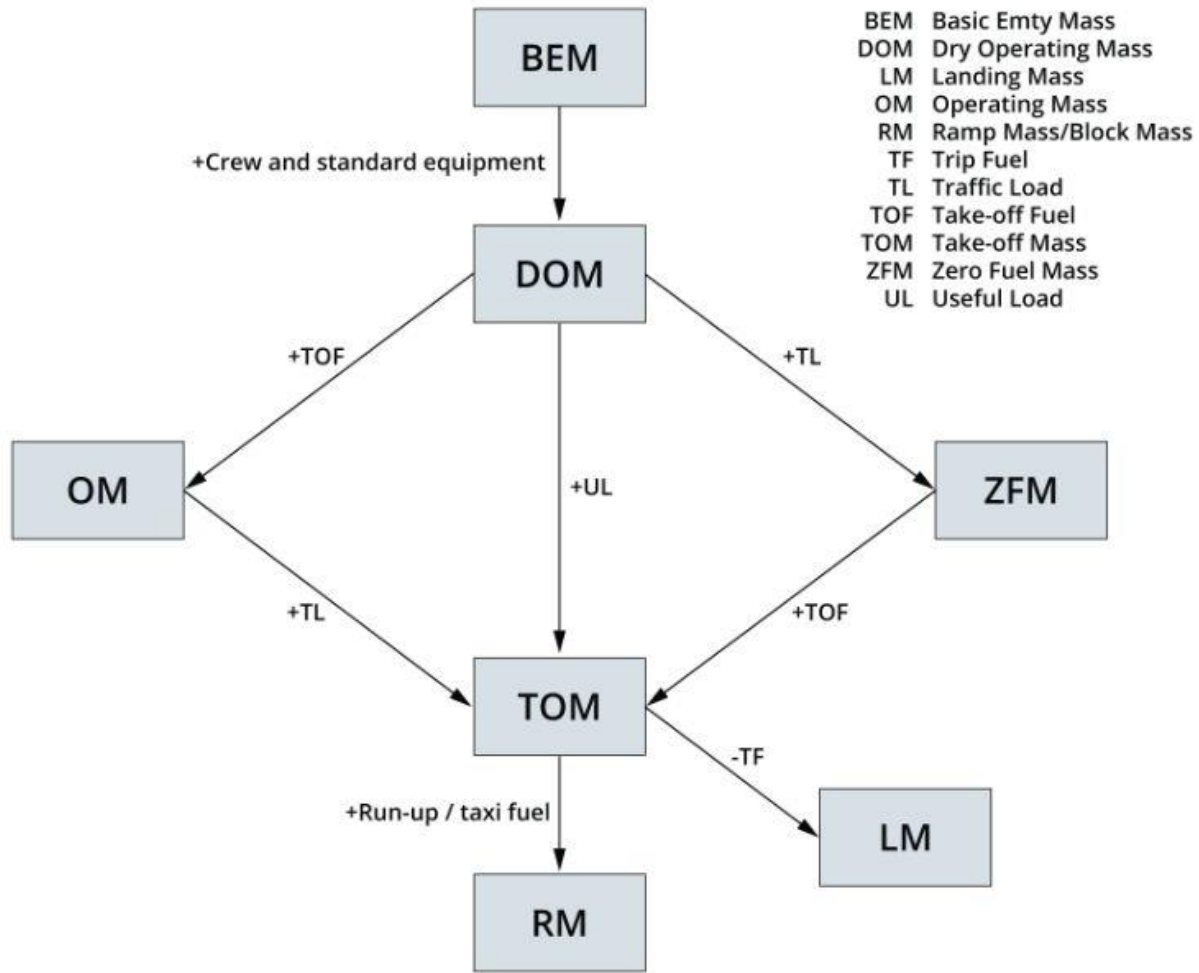 BEM
+Crew and standard equipment
DOM
+TOF
+TL
OM
+UL
ZFM
+TL
+TOF
TOM
-TF
+Run-up / taxi fuel
LM
RM
BEM Basic Emty Mass
DOM Dry Operating Mass
LM Landing Mass
OM Operating Mass
RM Ramp Mass/Block Mass
TF Trip Fuel
TL Traffic Load
TOF Take-off Fuel
TOM Take-off Mass
ZFM Zero Fuel Mass
UL Useful Load